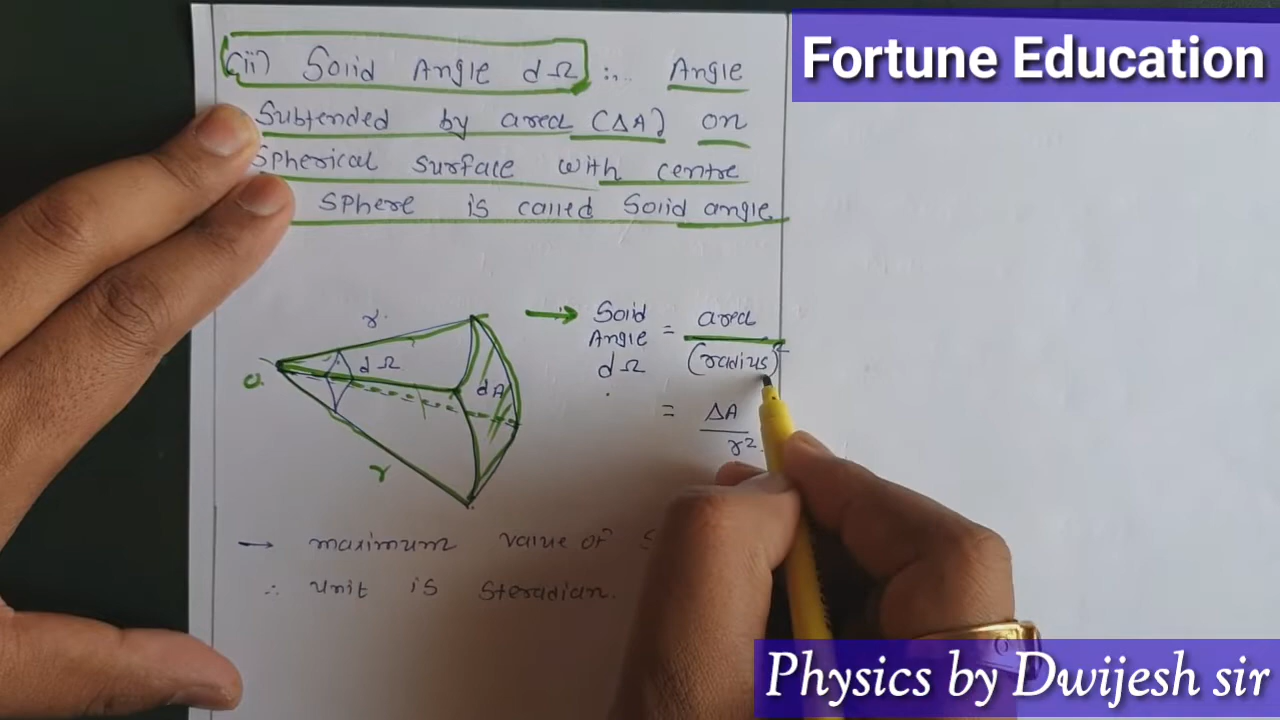 Fortune Education
(ii) Solid Angle dΩ :. Angle
Subtended by area (ΔA) on
Spherical surface with centre
Sphere is called Solid angle
r
dΩ
O
dA
r
Solid
Angle
dΩ
= area
(radius)²
= ΔA
r²
→ maximum value of
∴ unit is steradian.
Physics by Dwijesh sir